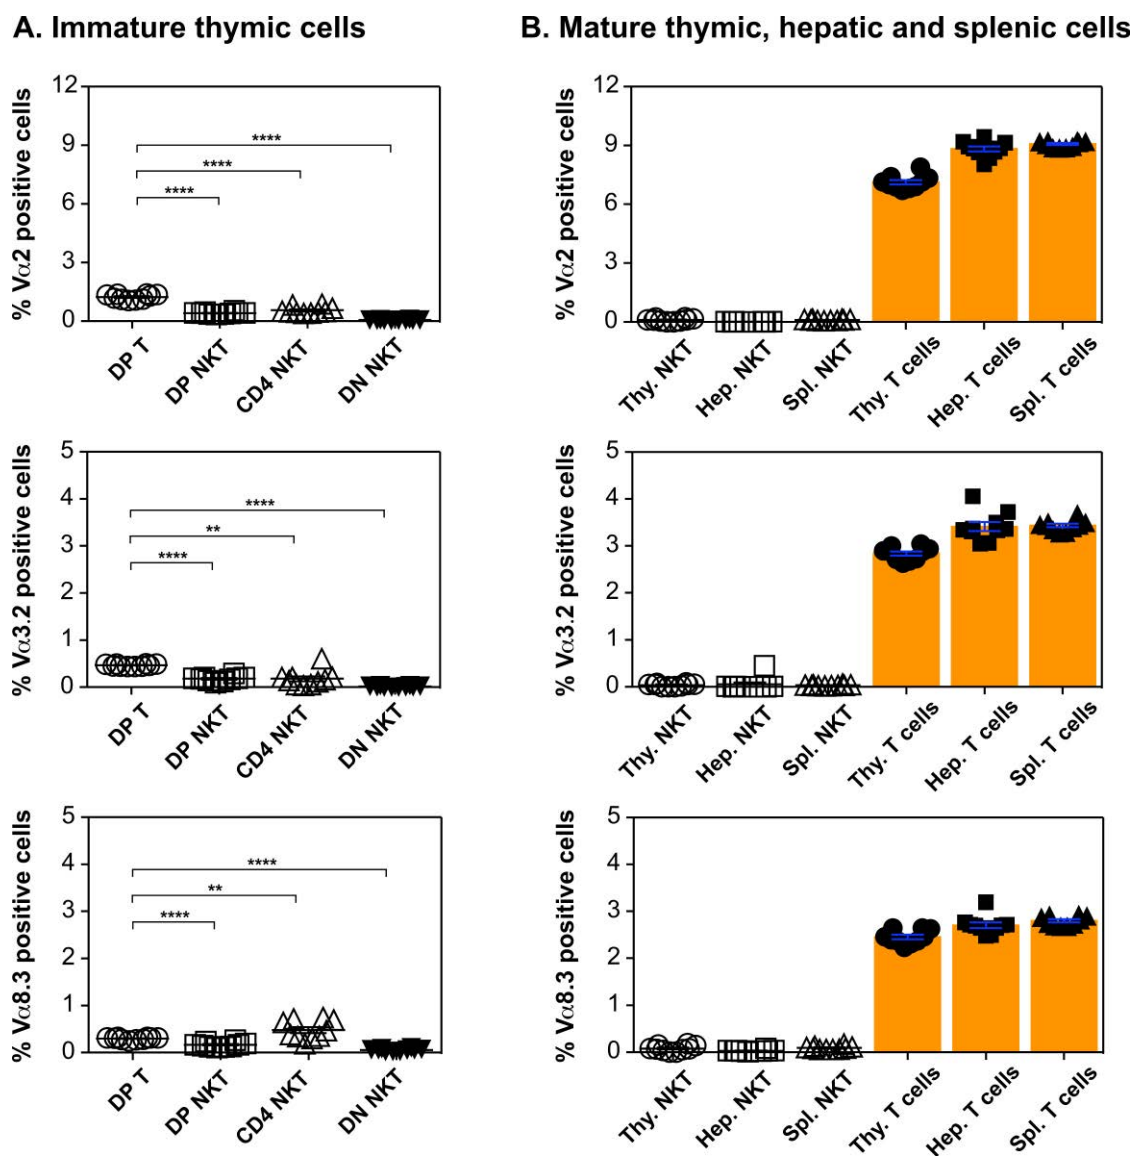 A. Immature thymic cells
B. Mature thymic, hepatic and splenic cells
% Vα2 positive cells
12
9
6
3
0
****
****
****
DP T
DP NKT
CD4 NKT
DN NKT
% Vα2 positive cells
12
9
6
3
0
Thy. NKT
Hep. NKT
Spl. NKT
Thy. T cells
Hep. T cells
Spl. T cells
% Vα3.2 positive cells
5
4
3
2
1
0
****
**
****
DP T
DP NKT
CD4 NKT
DN NKT
% Vα3.2 positive cells
5
4
3
2
1
0
Thy. NKT
Hep. NKT
Spl. NKT
Thy. T cells
Hep. T cells
Spl. T cells
% Vα8.3 positive cells
5
4
3
2
1
0
****
**
****
DP T
DP NKT
CD4 NKT
DN NKT
% Vα8.3 positive cells
5
4
3
2
1
0
Thy. NKT
Hep. NKT
Spl. NKT
Thy. T cells
Hep. T cells
Spl. T cells